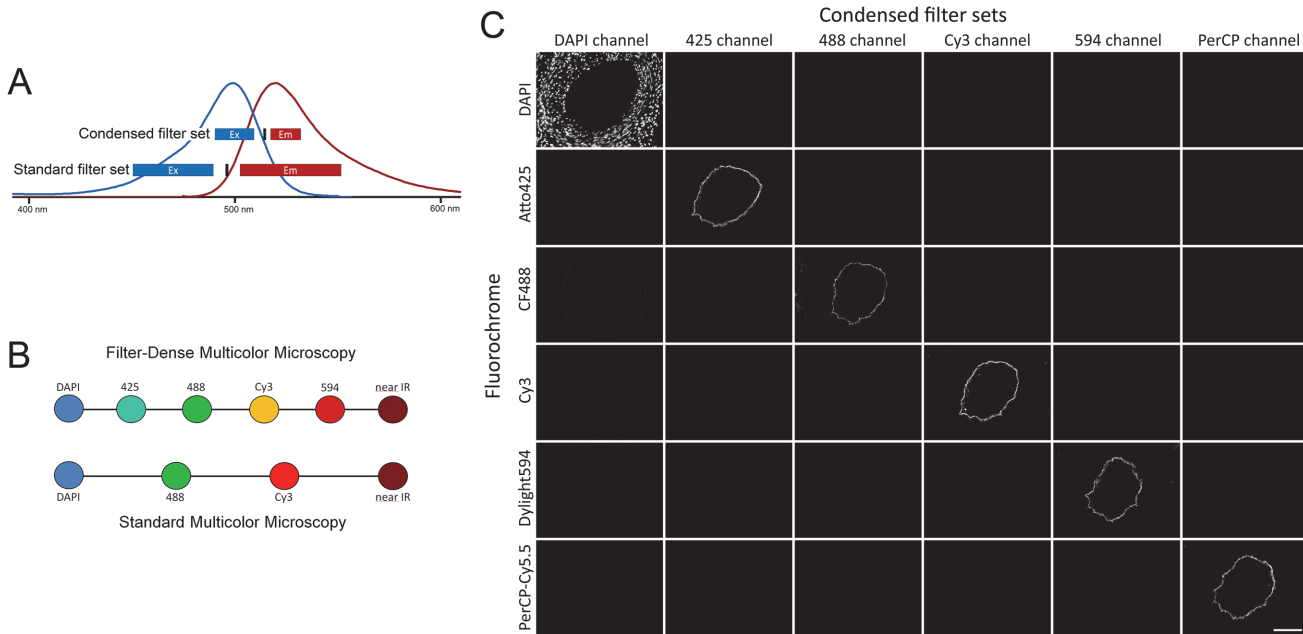 A
Condensed filter set
Ex
Em
Standard filter set
Ex
Em
400 nm
500 nm
600 nm
B
Filter-Dense Multicolor Microscopy
DAPI
425
488
Cy3
594
near IR
DAPI
488
Cy3
near IR
Standard Multicolor Microscopy
C
Condensed filter sets
DAPI channel
425 channel
488 channel
Cy3 channel
594 channel
PerCP channel
Fluorochrome
DAPI
Atto425
CF488
Cy3
Dylight594
PerCP-Cy5.5